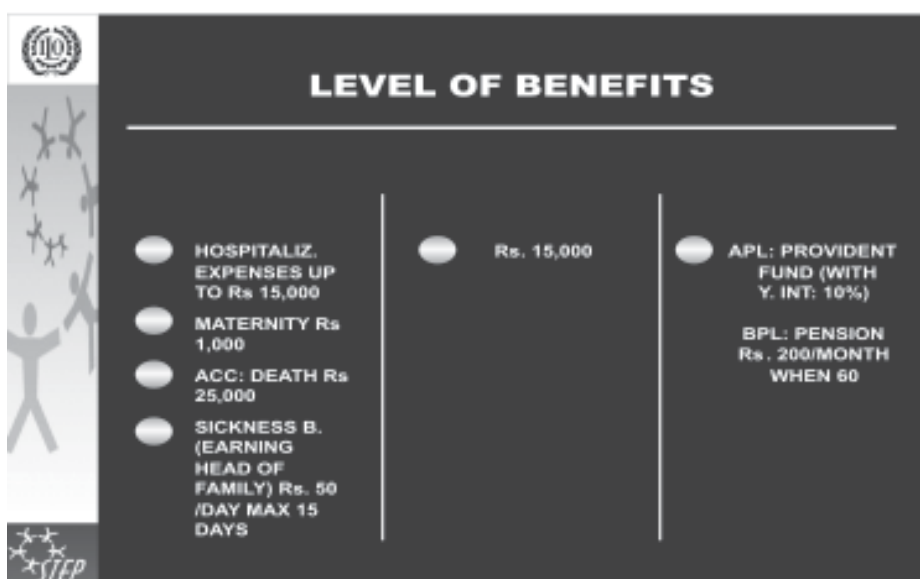 ILO
LEVEL OF BENEFITS
HOSPITALIZ.
EXPENSES UP
TO Rs 15,000
MATERNITY Rs
1,000
ACC: DEATH Rs
25,000
SICKNESS B.
(EARNING
HEAD OF
FAMILY) Rs. 50
/DAY MAX 15
DAYS
Rs. 15,000
APL: PROVIDENT
FUND (WITH
Y. INT: 10%)
BPL: PENSION
Rs. 200/MONTH
WHEN 60
STEP